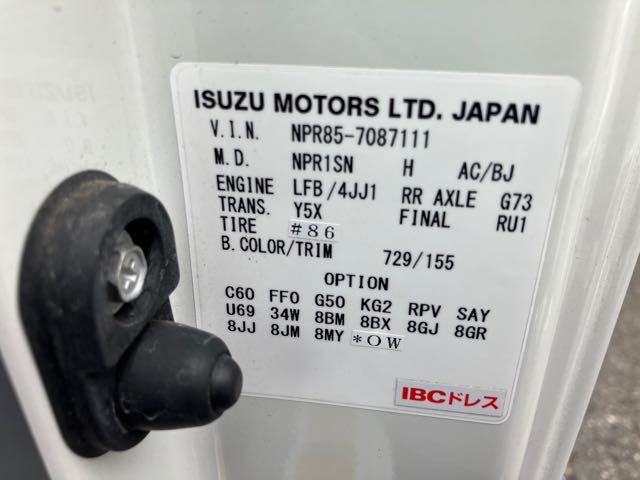 ISUZU MOTORS LTD. JAPAN
V.I.N. NPR85-7087111
M.D. NPR1SN H AC/BJ
ENGINE LFB/4JJ1 RR AXLE G73
TRANS. Y5X FINAL RU1
TIRE #86
B.COLOR/TRIM 729/155
OPTION
C60 FF0 G50 KG2 RPV SAY
U69 34W 8BM 8BX 8GJ 8GR
8JJ 8JM 8MY *OW
IBCドレス